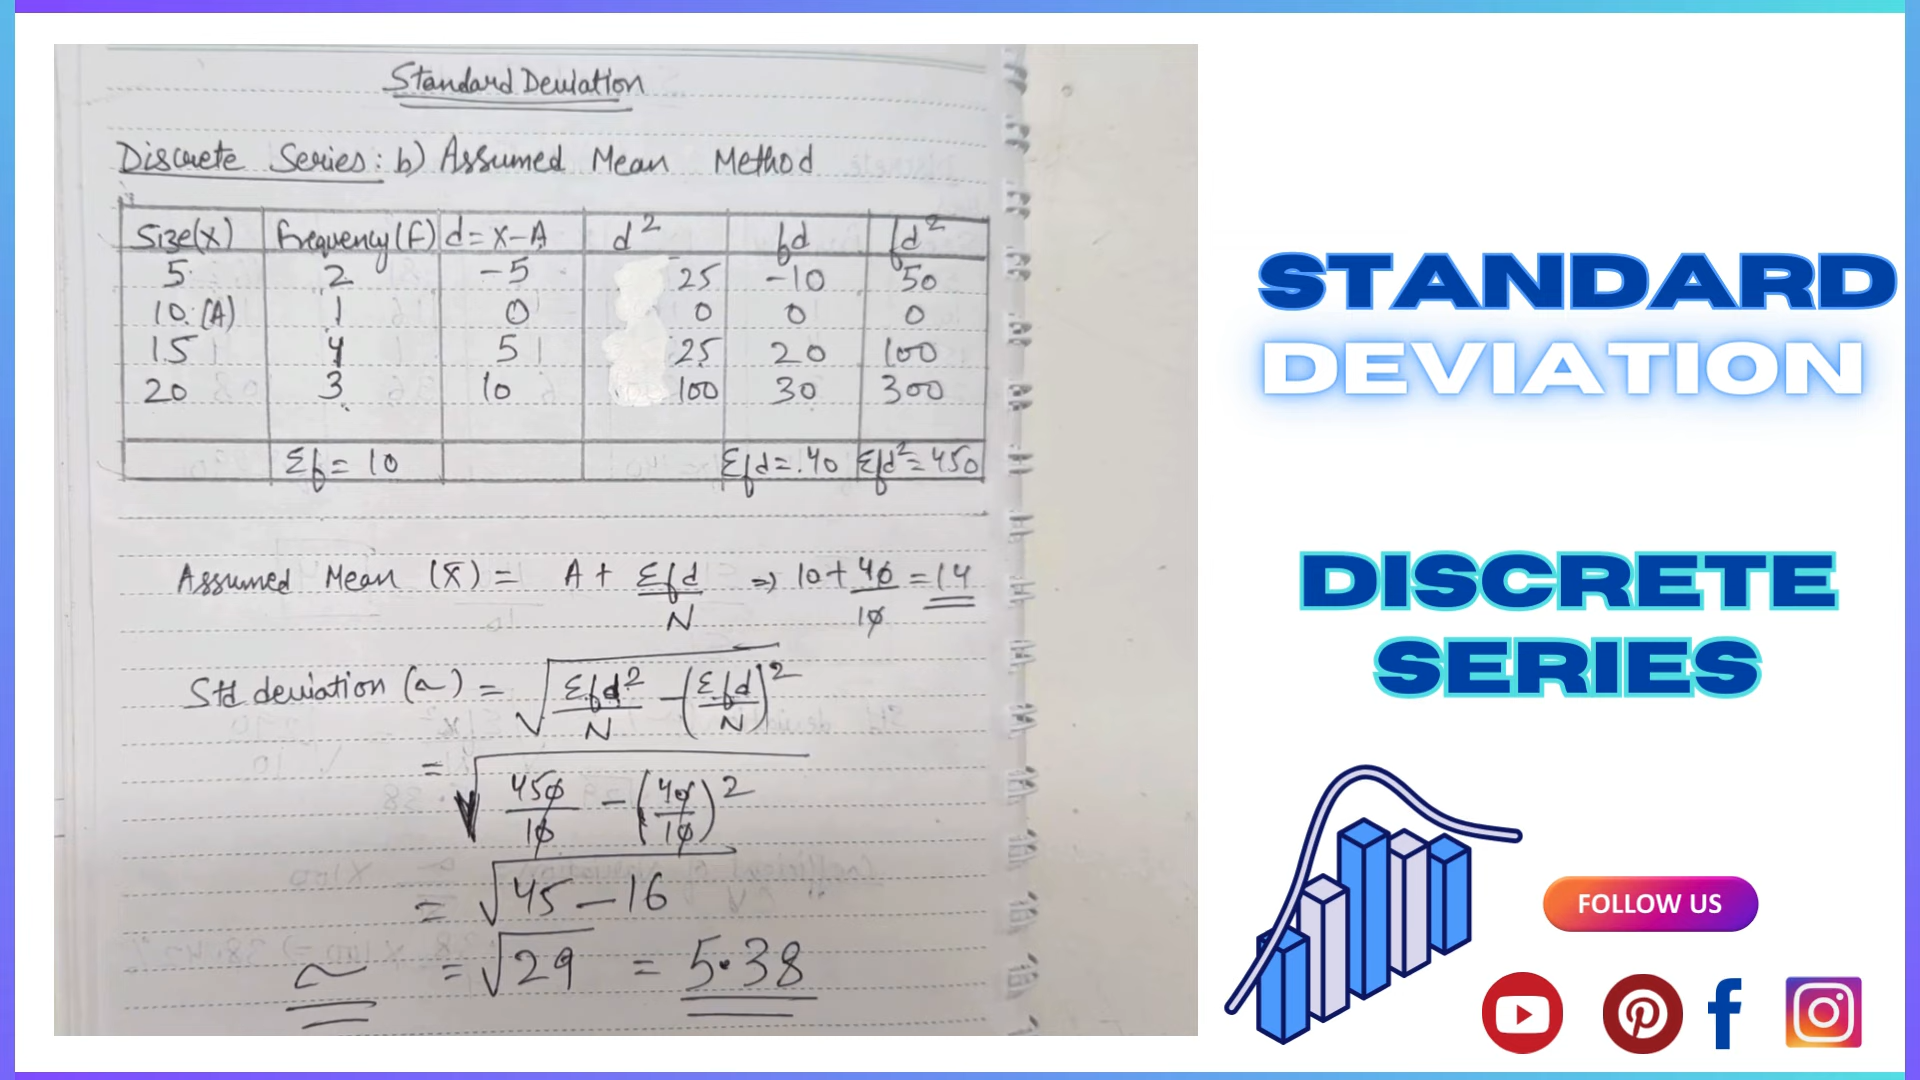 Standard Deviation
Discrete Series: b) Assumed Mean Method
Size(X) Frequency(F) d=X-A d² fd fd²
5 2 -5 25 -10 50
10.(A) 1 0 0 0 0
15 4 5 25 20 100
20 3 10 100 30 300
Σf=10 Σfd=40 Σfd²=450
Assumed Mean (x̄) = A+ Σfd/N ⇒ 10+40/10=14
Std deviation (σ) = √Σfd²/N-(Σfd/N)²
= √450/10-(40/10)²
= √45-16
σ = √29 = 5.38
STANDARD
DEVIATION
DISCRETE
SERIES
FOLLOW US